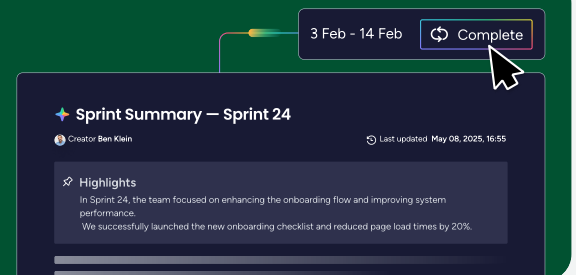 3 Feb - 14 Feb
Complete
Sprint Summary — Sprint 24
Creator Ben Klein
Last updated May 08, 2025, 16:55
Highlights
In Sprint 24, the team focused on enhancing the onboarding flow and improving system
performance.
We successfully launched the new onboarding checklist and reduced page load times by 20%.